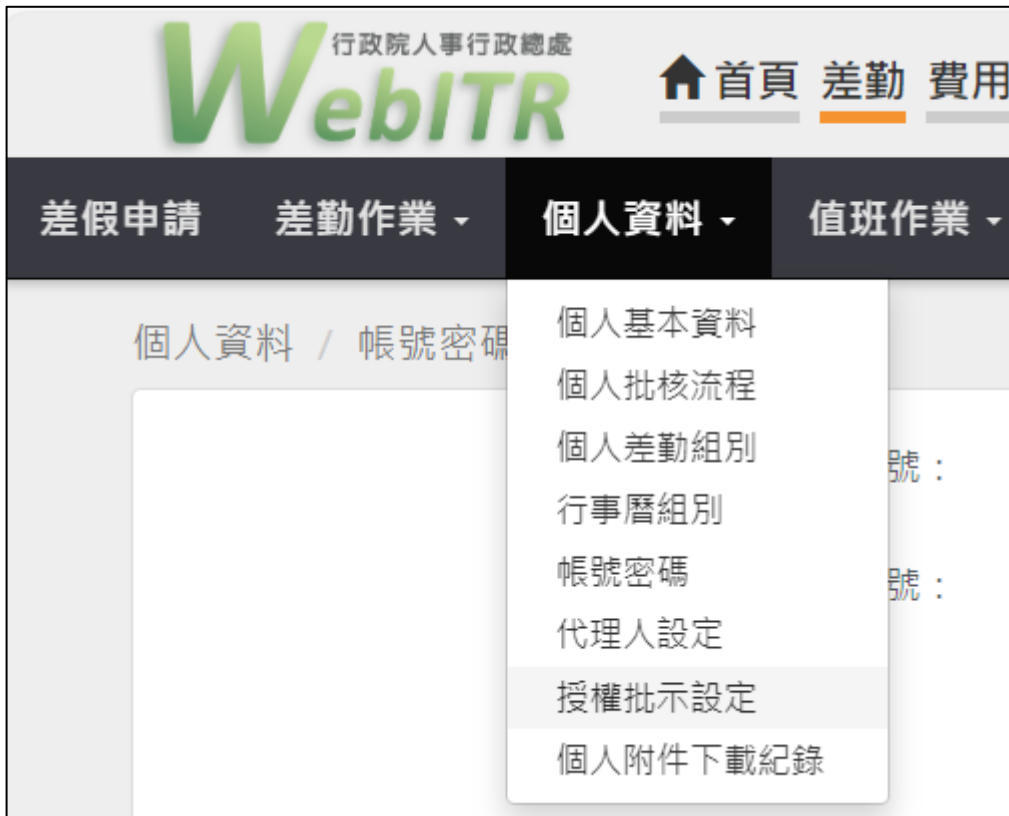 行政院人事行政總處
WebITR
首頁 差勤 費用
差假申請 差勤作業 個人資料 值班作業
個人資料 / 帳號密碼
個人基本資料
個人批核流程
個人差勤組別
號：
行事曆組別
帳號密碼
號：
代理人設定
授權批示設定
個人附件下載紀錄